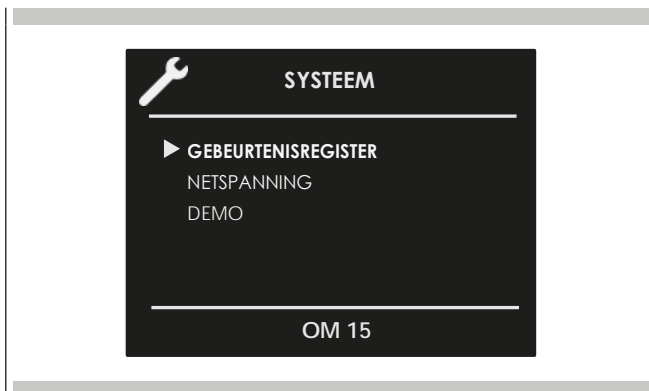 SYSTEEM
GEBEURTENISREGISTER
NETSPANNING
DEMO
OM 15